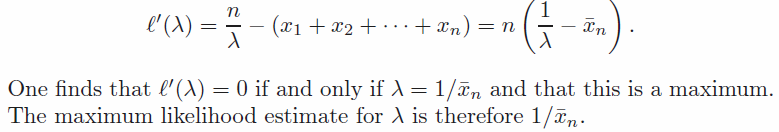 ℓ′(λ) = n/λ − (x₁ + x₂ + ··· + xₙ) = n (1/λ − x̄ₙ).
One finds that ℓ′(λ) = 0 if and only if λ = 1/x̄ₙ and that this is a maximum.
The maximum likelihood estimate for λ is therefore 1/x̄ₙ.